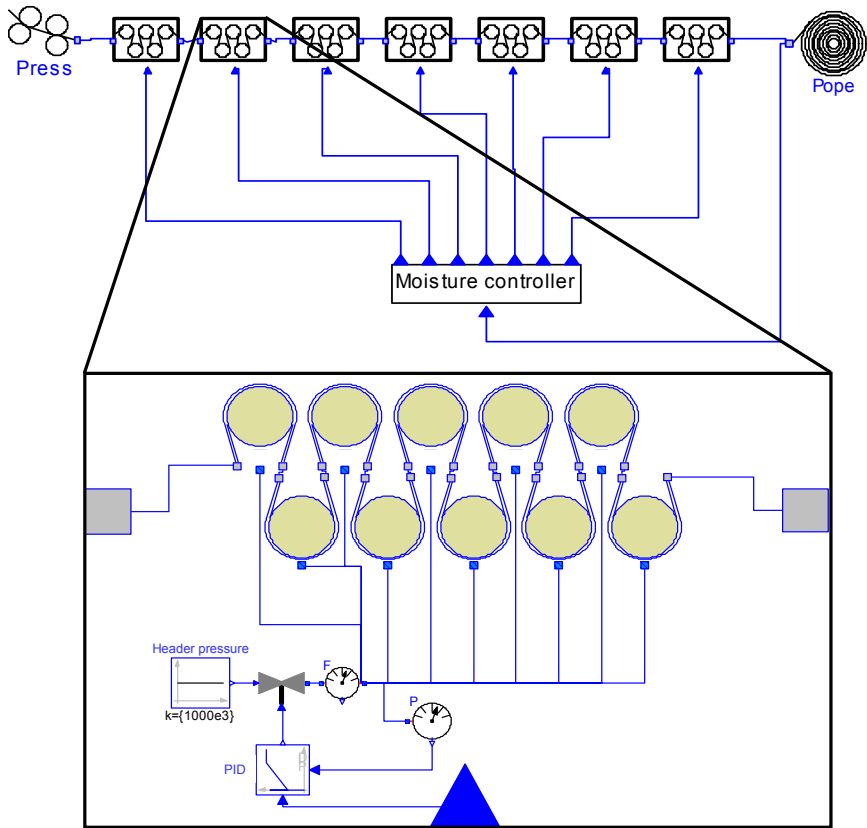 Press
Pope
Moisture controller
Header pressure
k={1000e3}
F
P
PID